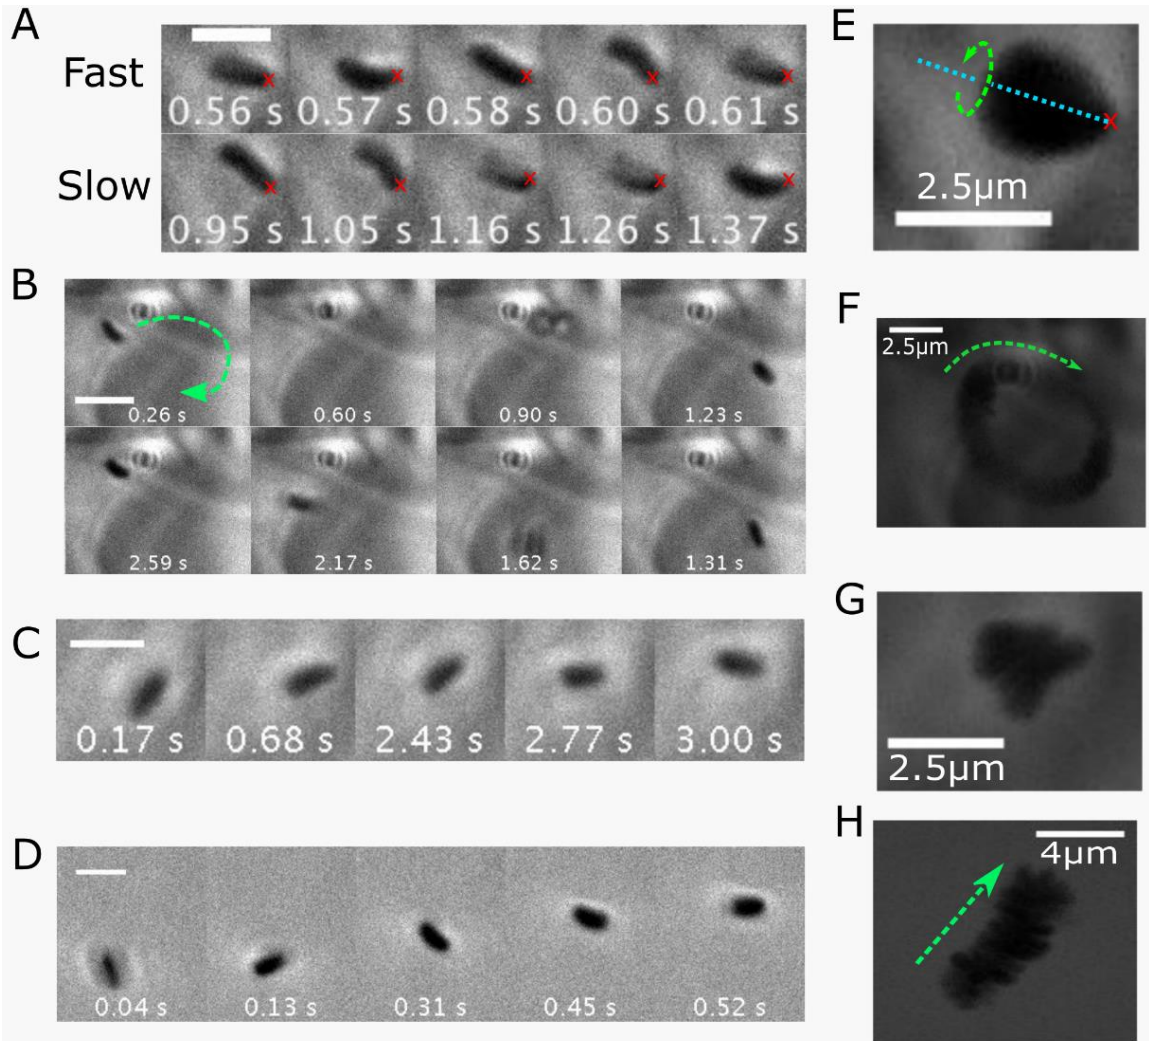 A
Fast
0.56 s 0.57 s 0.58 s 0.60 s 0.61 s
Slow
0.95 s 1.05 s 1.16 s 1.26 s 1.37 s
B
0.26 s 0.60 s 0.90 s 1.23 s
2.59 s 2.17 s 1.62 s 1.31 s
C
0.17 s 0.68 s 2.43 s 2.77 s 3.00 s
D
0.04 s 0.13 s 0.31 s 0.45 s 0.52 s
E
2.5μm
F
2.5μm
G
2.5μm
H
4μm